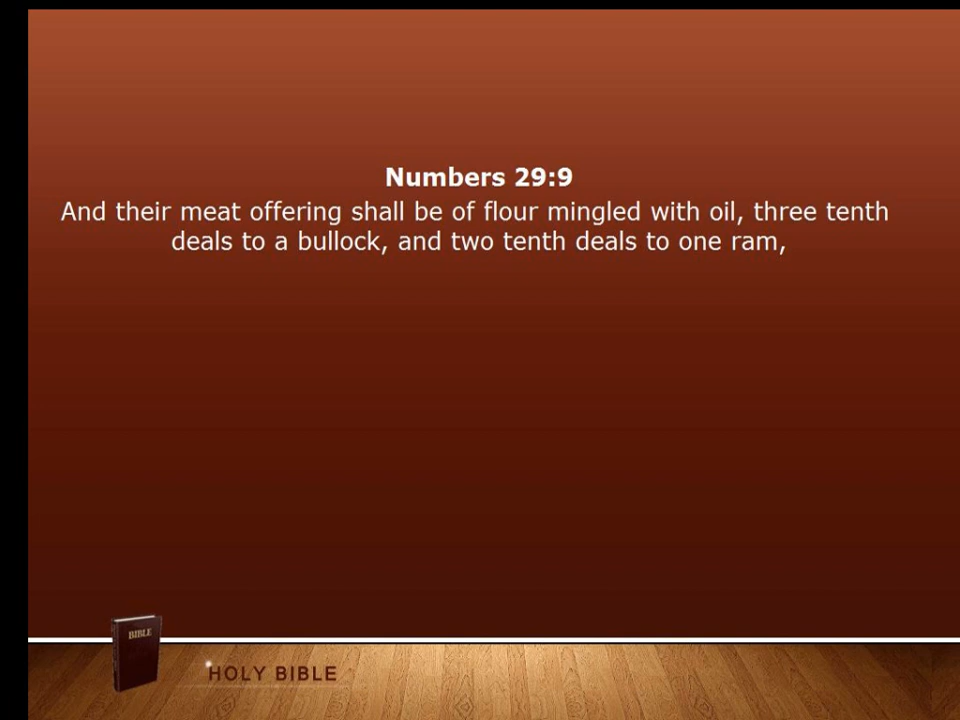 Numbers 29:9
And their meat offering shall be of flour mingled with oil, three tenth
deals to a bullock, and two tenth deals to one ram,
BIBLE
HOLY BIBLE